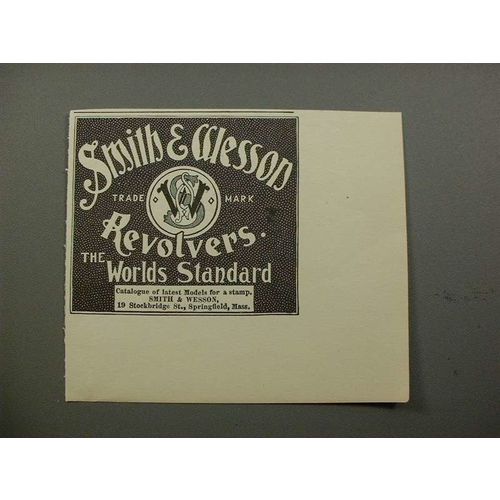 Smith & Wesson
TRADE MARK
Revolvers.
THE
Worlds Standard
Catalogue of latest Models for a stamp.
SMITH & WESSON,
19 Stockbridge St., Springfield, Mass.